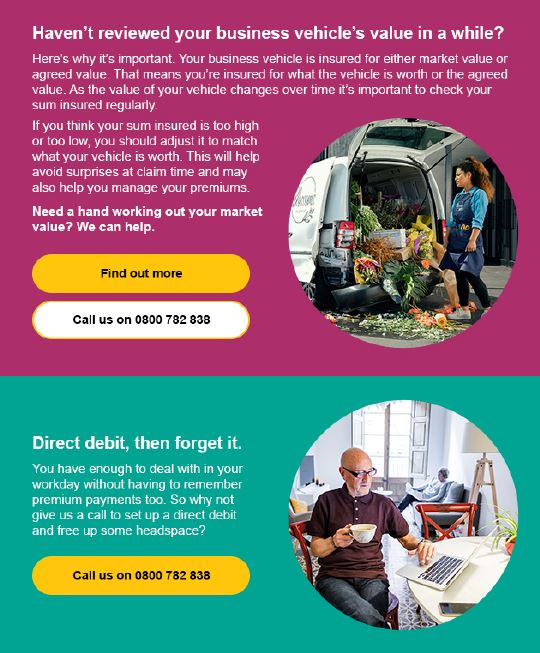 Haven't reviewed your business vehicle's value in a while?
Here's why it's important. Your business vehicle is insured for either market value or
agreed value. That means you're insured for what the vehicle is worth or the agreed
value. As the value of your vehicle changes over time it's important to check your
sum insured regularly.
If you think your sum insured is too high
or too low, you should adjust it to match
what your vehicle is worth. This will help
avoid surprises at claim time and may
also help you manage your premiums.
Need a hand working out your market
value? We can help.
Find out more
Call us on 0800 782 838
Direct debit, then forget it.
You have enough to deal with in your
workday without having to remember
premium payments too. So why not
give us a call to set up a direct debit
and free up some headspace?
Call us on 0800 782 838